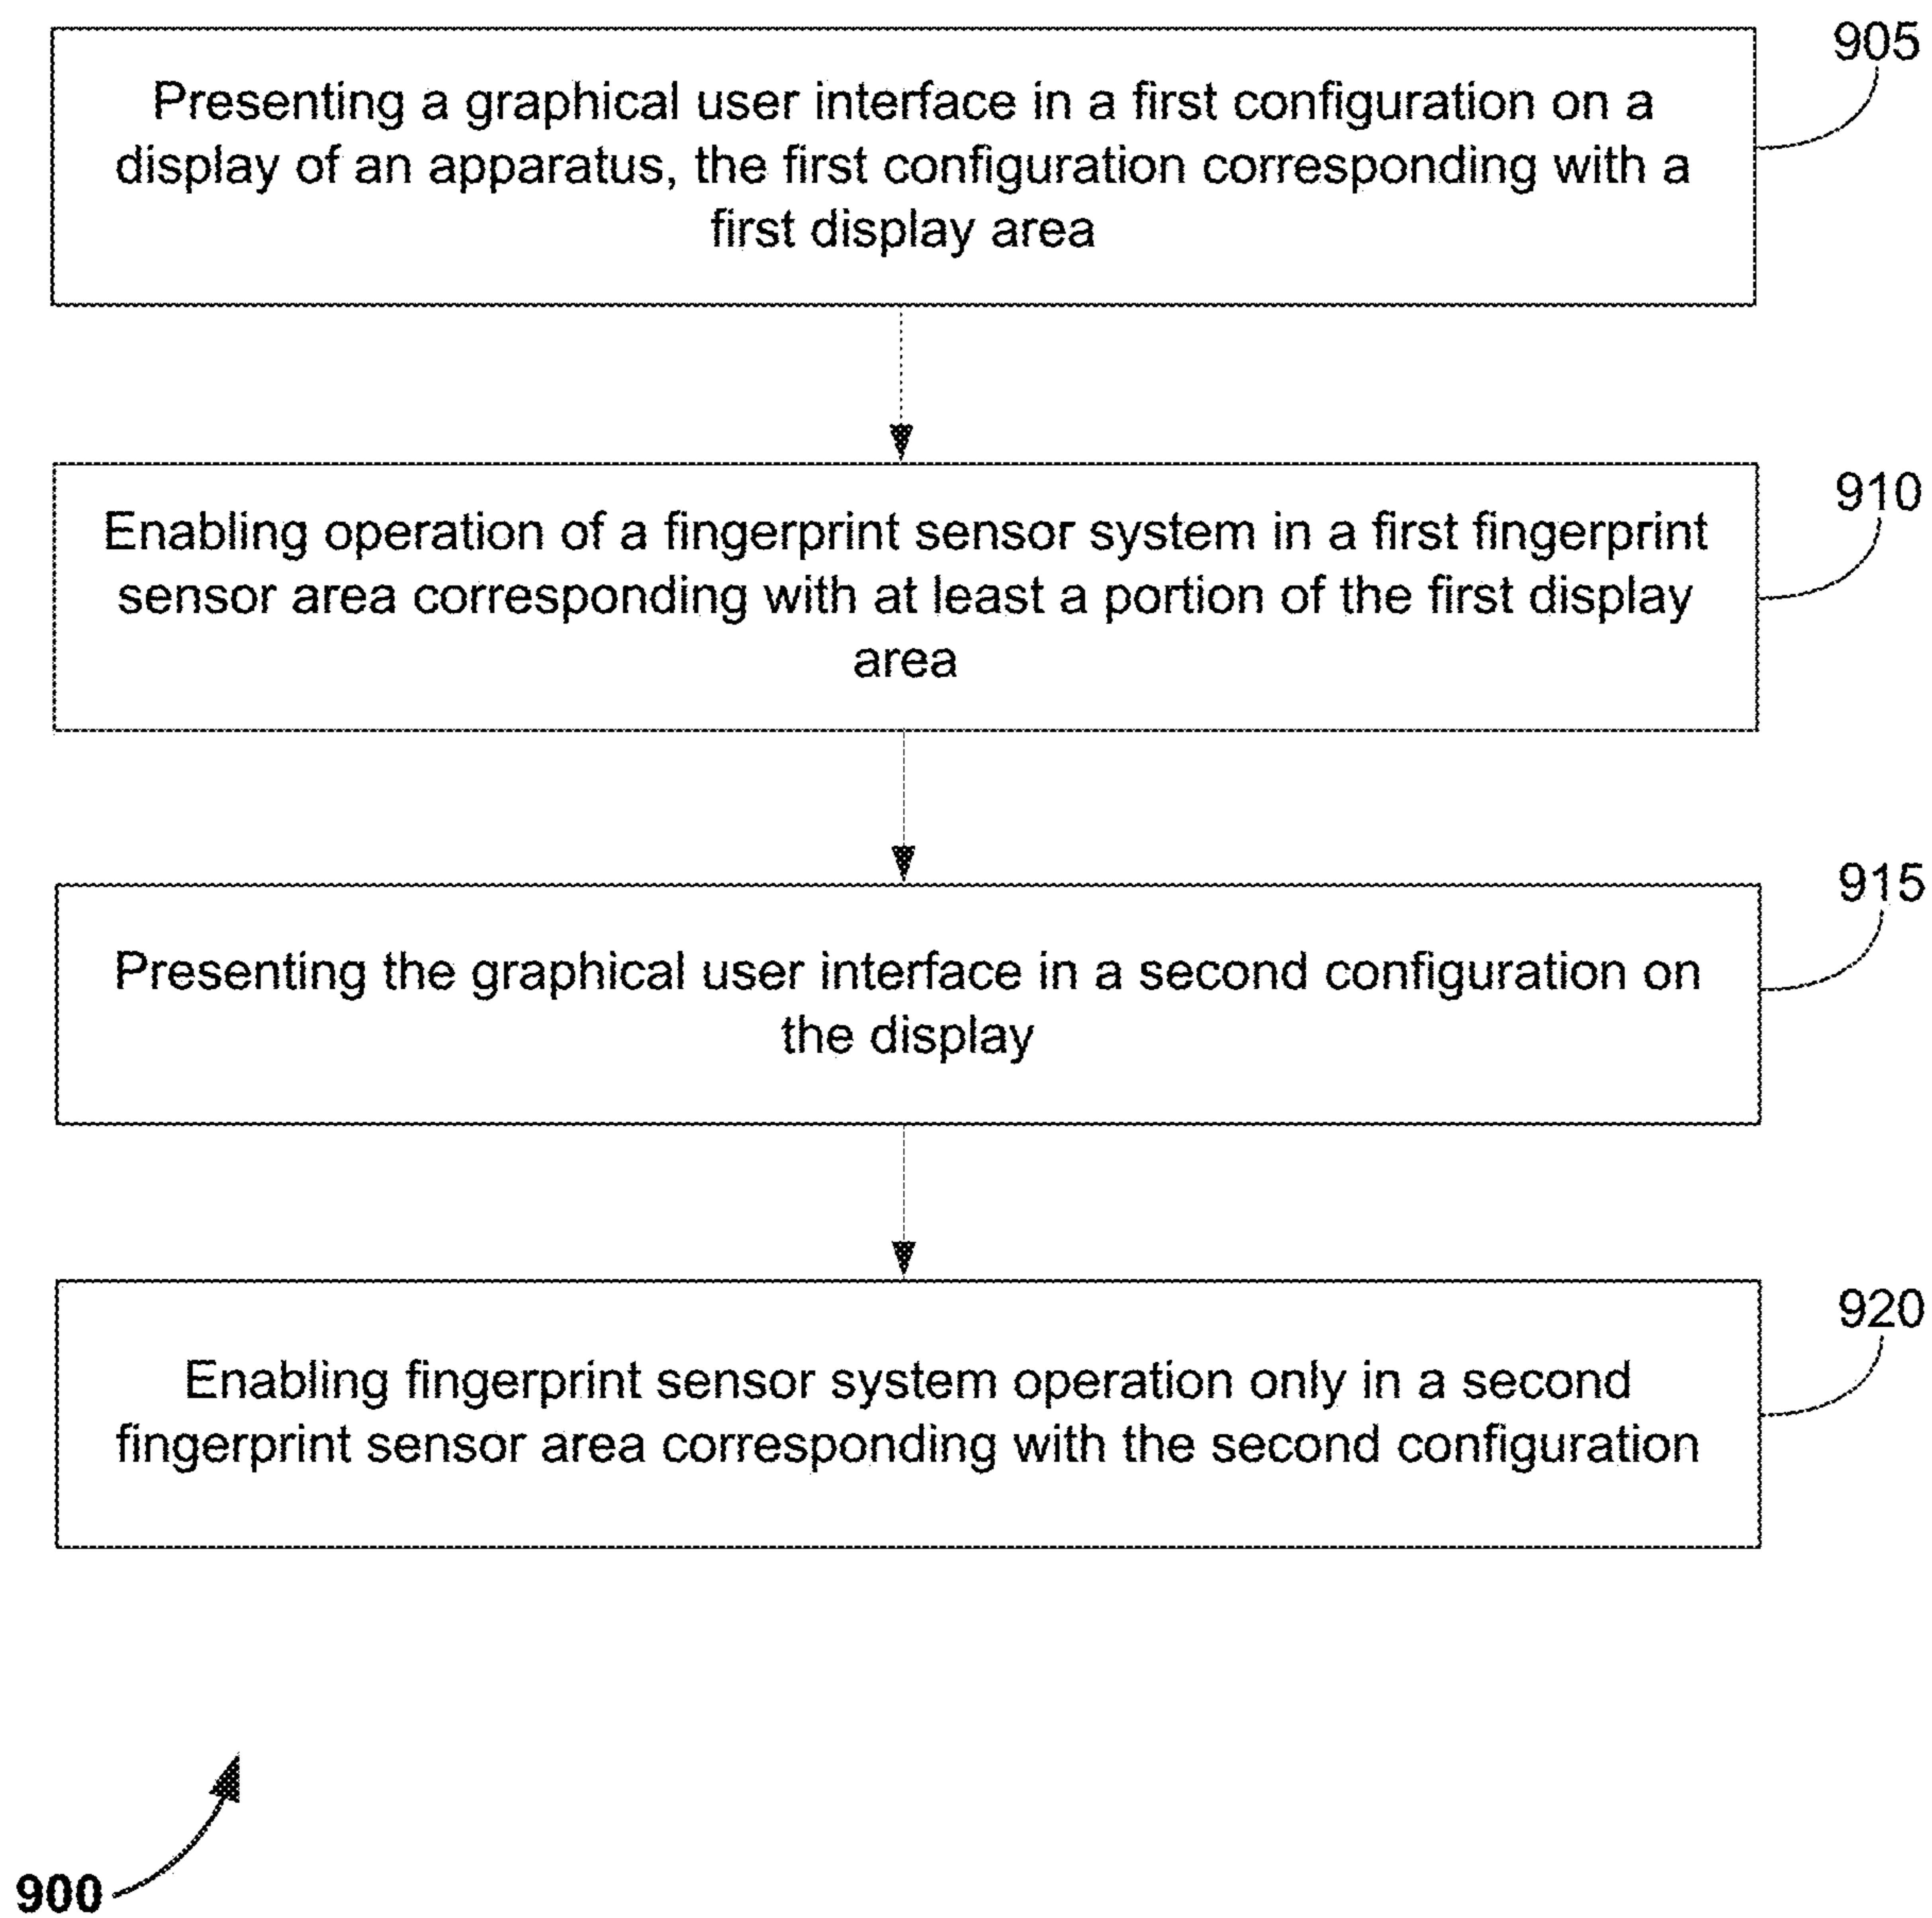 905
Presenting a graphical user interface in a first configuration on a
display of an apparatus, the first configuration corresponding with a
first display area
910
Enabling operation of a fingerprint sensor system in a first fingerprint
sensor area corresponding with at least a portion of the first display
area
915
Presenting the graphical user interface in a second configuration on
the display
920
Enabling fingerprint sensor system operation only in a second
fingerprint sensor area corresponding with the second configuration
900